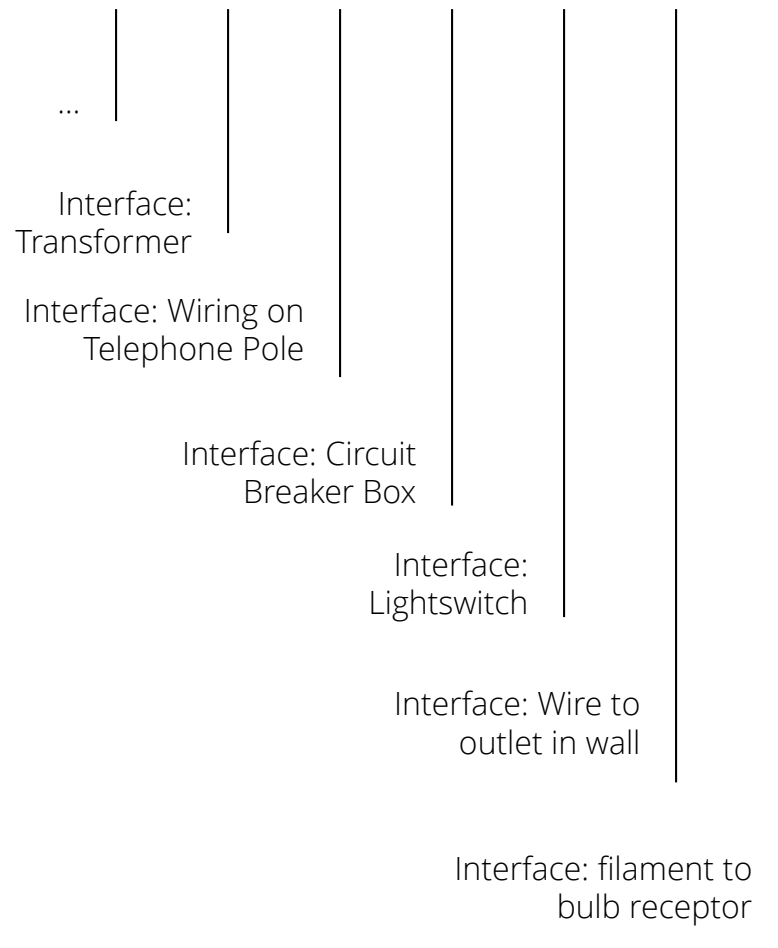 ...
Interface:
Transformer
Interface: Wiring on
Telephone Pole
Interface: Circuit
Breaker Box
Interface:
Lightswitch
Interface: Wire to
outlet in wall
Interface: filament to
bulb receptor